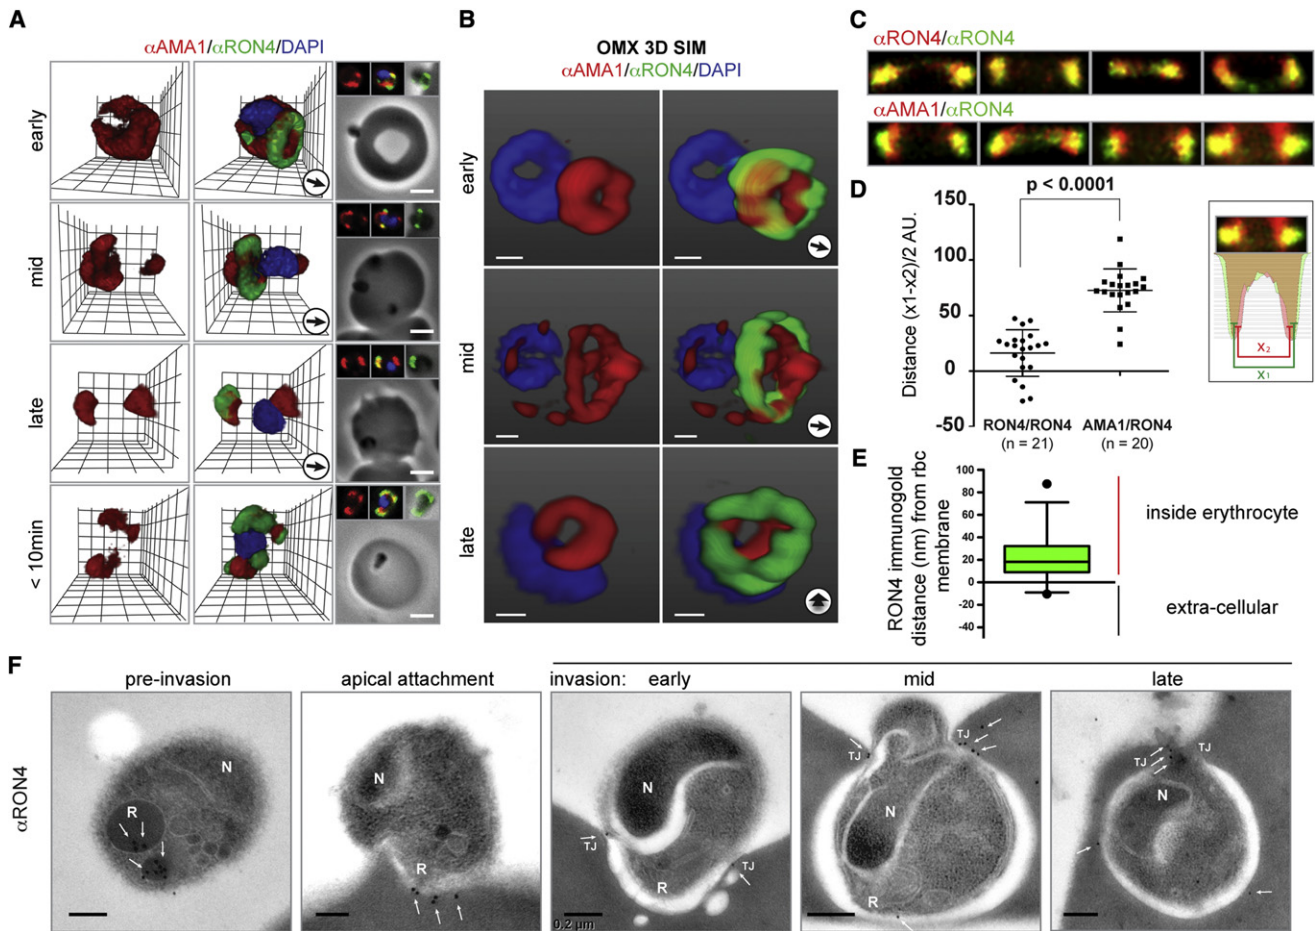 A
αAMA1/αRON4/DAPI
early
mid
late
< 10min
B
OMX 3D SIM
αAMA1/αRON4/DAPI
early
mid
late
C
αRON4/αRON4
αAMA1/αRON4
D
p < 0.0001
Distance (x1-x2)/2 AU.
150
100
50
0
-50
RON4/RON4
(n = 21)
AMA1/RON4
(n = 20)
X2
X1
E
RON4 immunogold
distance (nm) from rbc
membrane
100
80
60
40
20
0
-20
-40
inside erythrocyte
extra-cellular
F
pre-invasion
apical attachment
invasion: early
mid
late
αRON4
N
R
N
R
N
TJ
TJ
R
0.2 µm
TJ
TJ
N
R
TJ
TJ
N